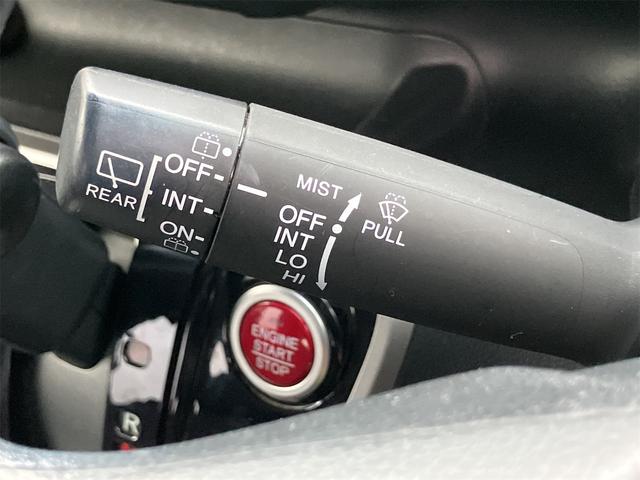 REAR
OFF
INT
ON
MIST
OFF
INT
LO
HI
PULL
ENGINE
START
STOP
R